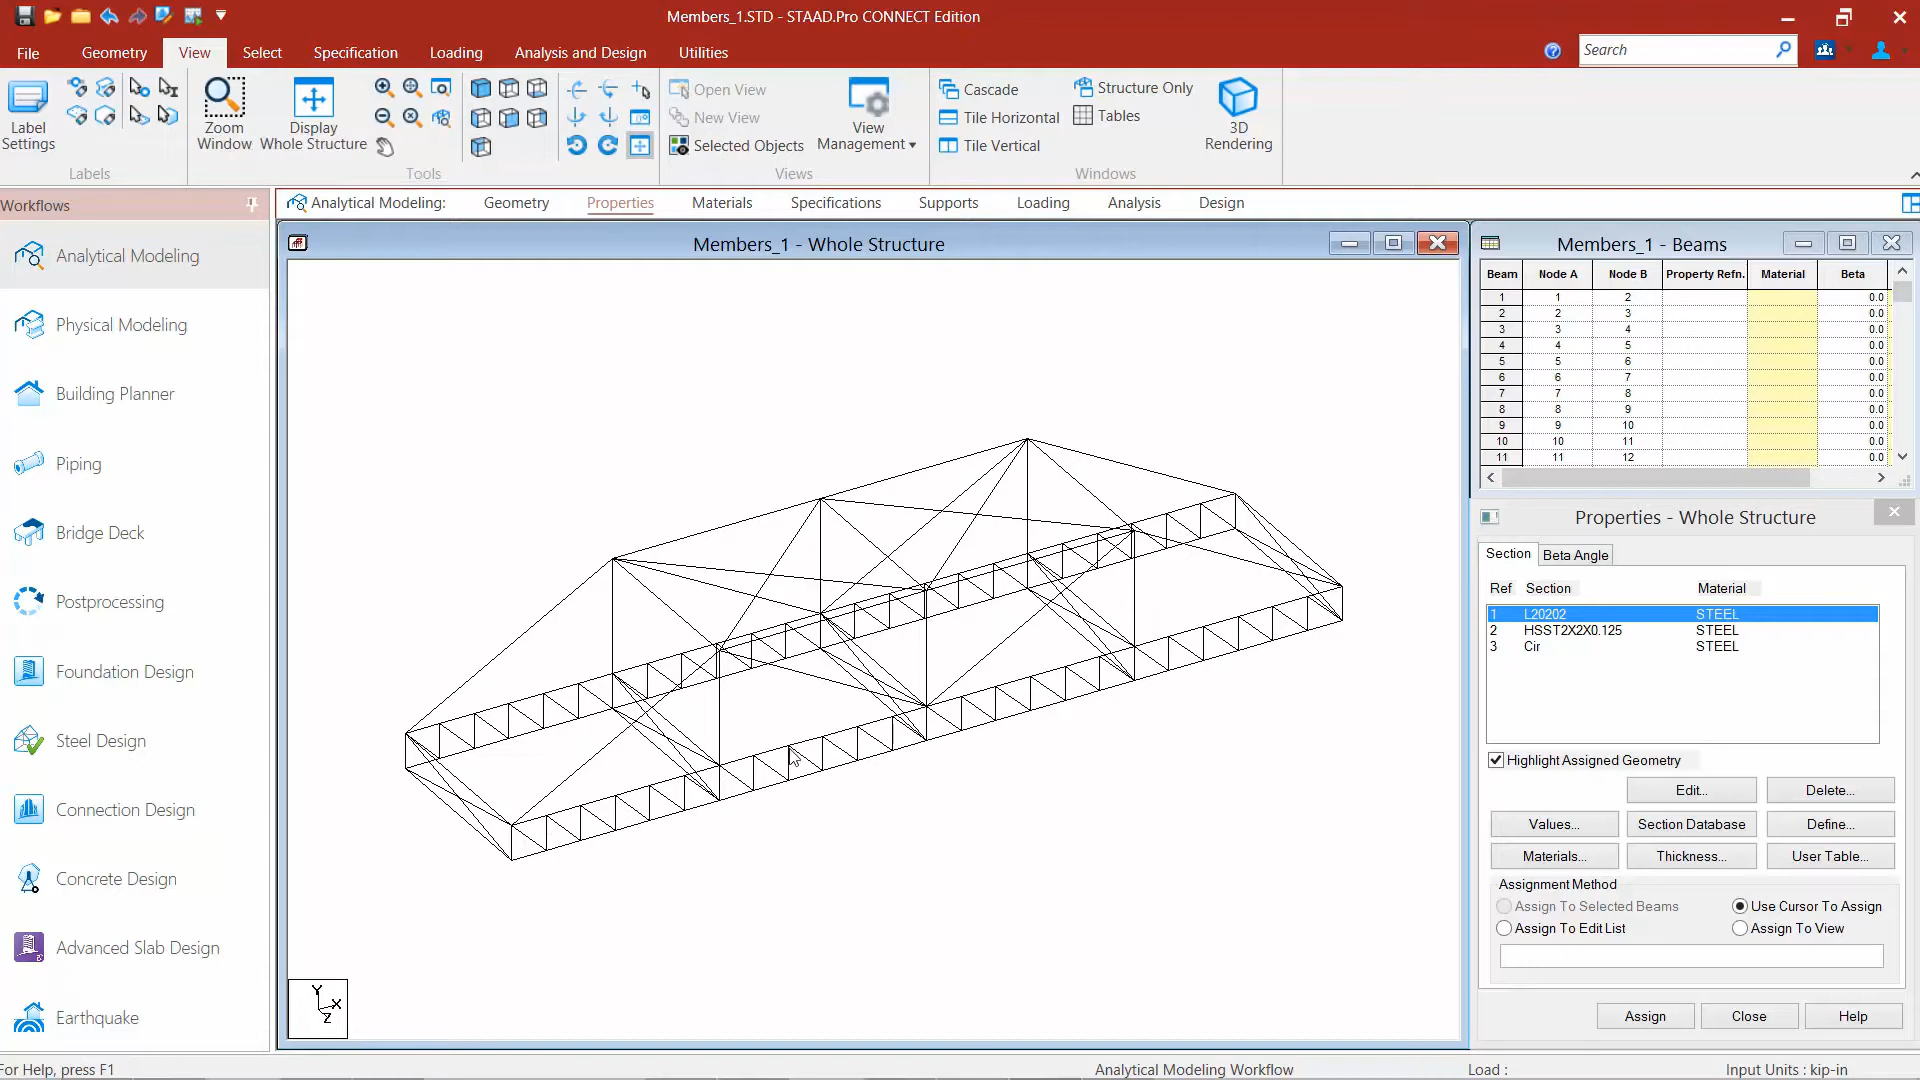 Members_1.STD - STAAD.Pro CONNECT Edition
File Geometry View Select Specification Loading Analysis and Design Utilities Search
Label Settings
Zoom Window
Display Whole Structure
Open View
New View
Selected Objects
View Management
Cascade
Tile Horizontal
Tile Vertical
Structure Only
Tables
3D Rendering
Labels Tools Views Windows
Workflows
Analytical Modeling: Geometry Properties Materials Specifications Supports Loading Analysis Design
Analytical Modeling
Physical Modeling
Building Planner
Piping
Bridge Deck
Postprocessing
Foundation Design
Steel Design
Connection Design
Concrete Design
Advanced Slab Design
Earthquake
Members_1 - Whole Structure
Y
X
Z
Members_1 - Beams
Beam Node A Node B Property Refn. Material Beta
1 1 2 0.0
2 2 3 0.0
3 3 4 0.0
4 4 5 0.0
5 5 6 0.0
6 6 7 0.0
7 7 8 0.0
8 8 9 0.0
9 9 10 0.0
10 10 11 0.0
11 11 12 0.0
Properties - Whole Structure
Section Beta Angle
Ref Section Material
1 L20202 STEEL
2 HSST2X2X0.125 STEEL
3 Cir STEEL
Highlight Assigned Geometry
Edit... Delete...
Values... Section Database Define...
Materials... Thickness... User Table...
Assignment Method
Assign To Selected Beams Use Cursor To Assign
Assign To Edit List Assign To View
Assign Close Help
For Help, press F1 Analytical Modeling Workflow Load : Input Units : kip-in